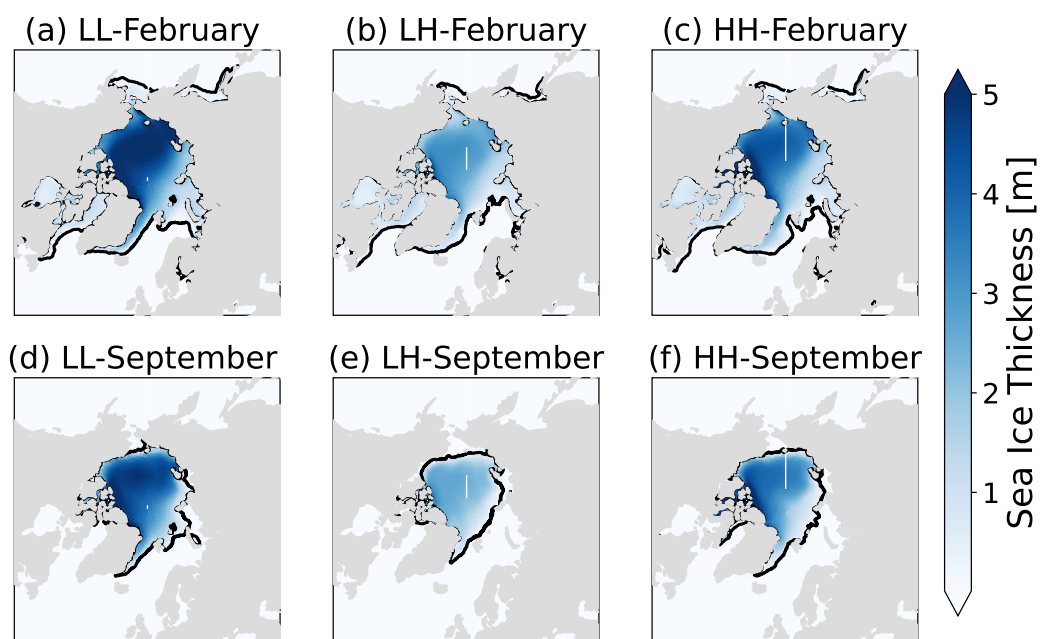 (a) LL-February
(b) LH-February
(c) HH-February
(d) LL-September
(e) LH-September
(f) HH-September
5
4
3
2
1
Sea Ice Thickness [m]